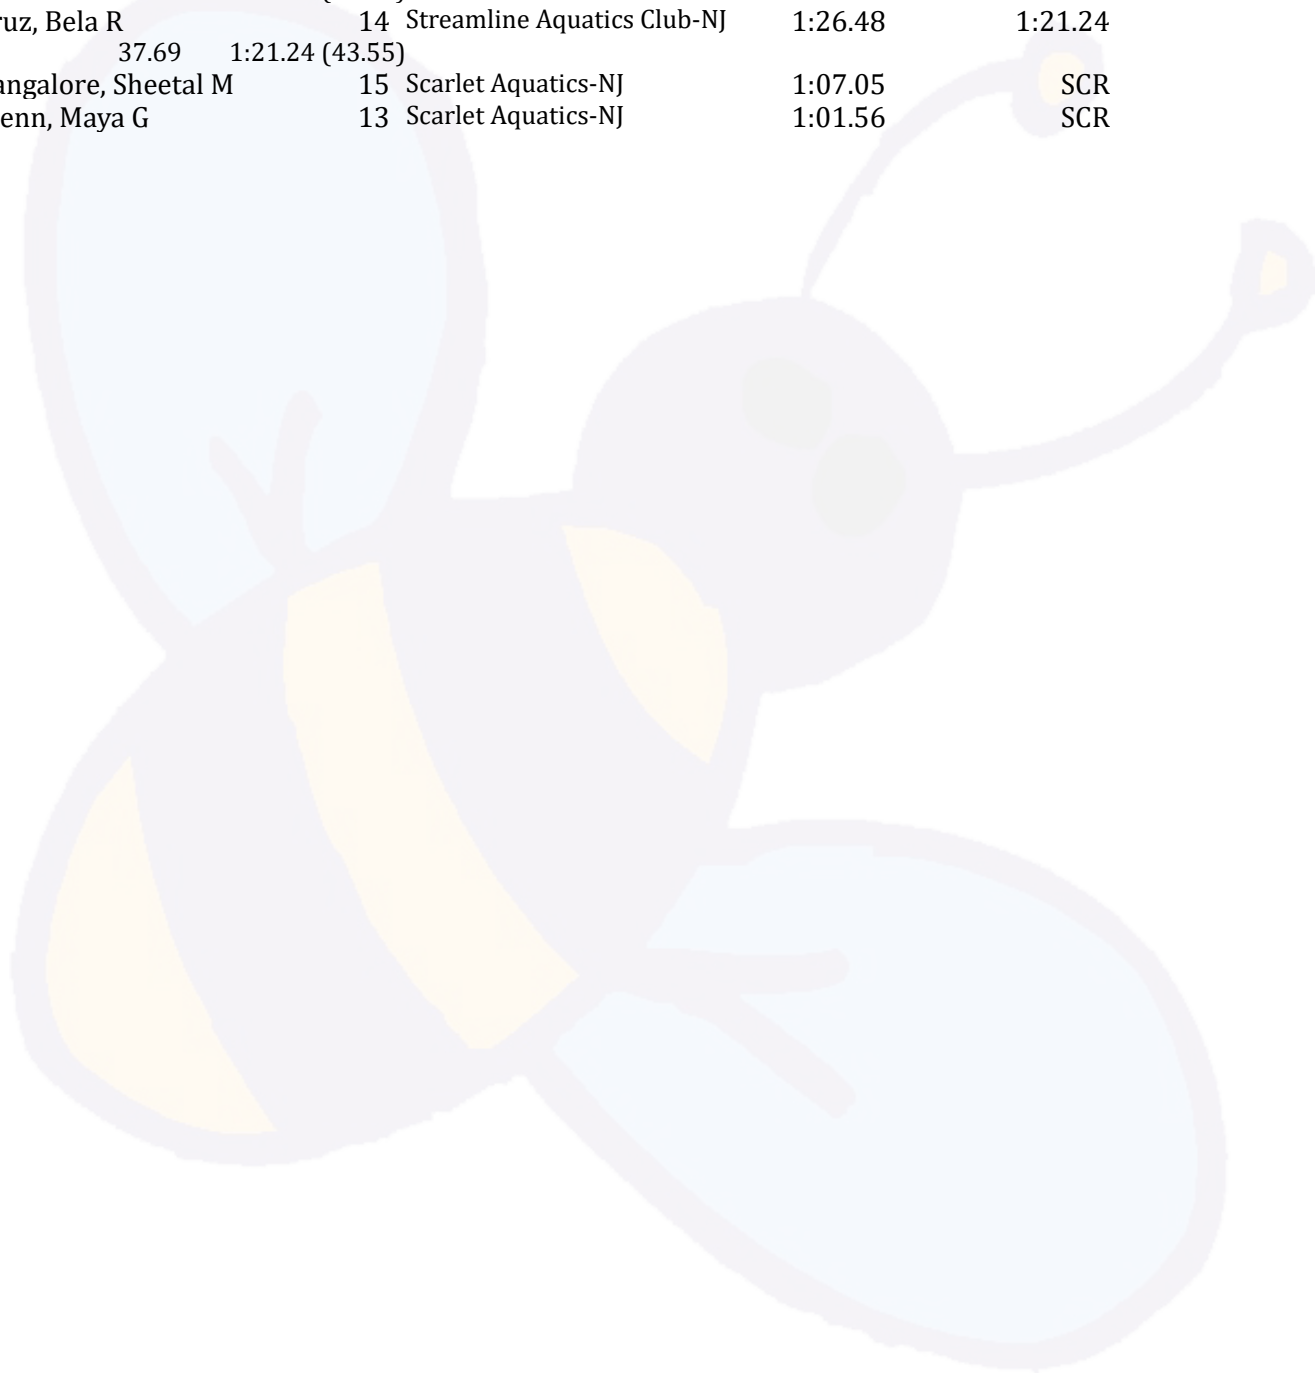 ruz, Bela R 14 Streamline Aquatics Club-NJ 1:26.48 1:21.24
37.69 1:21.24 (43.55)
angalore, Sheetal M 15 Scarlet Aquatics-NJ 1:07.05 SCR
enn, Maya G 13 Scarlet Aquatics-NJ 1:01.56 SCR